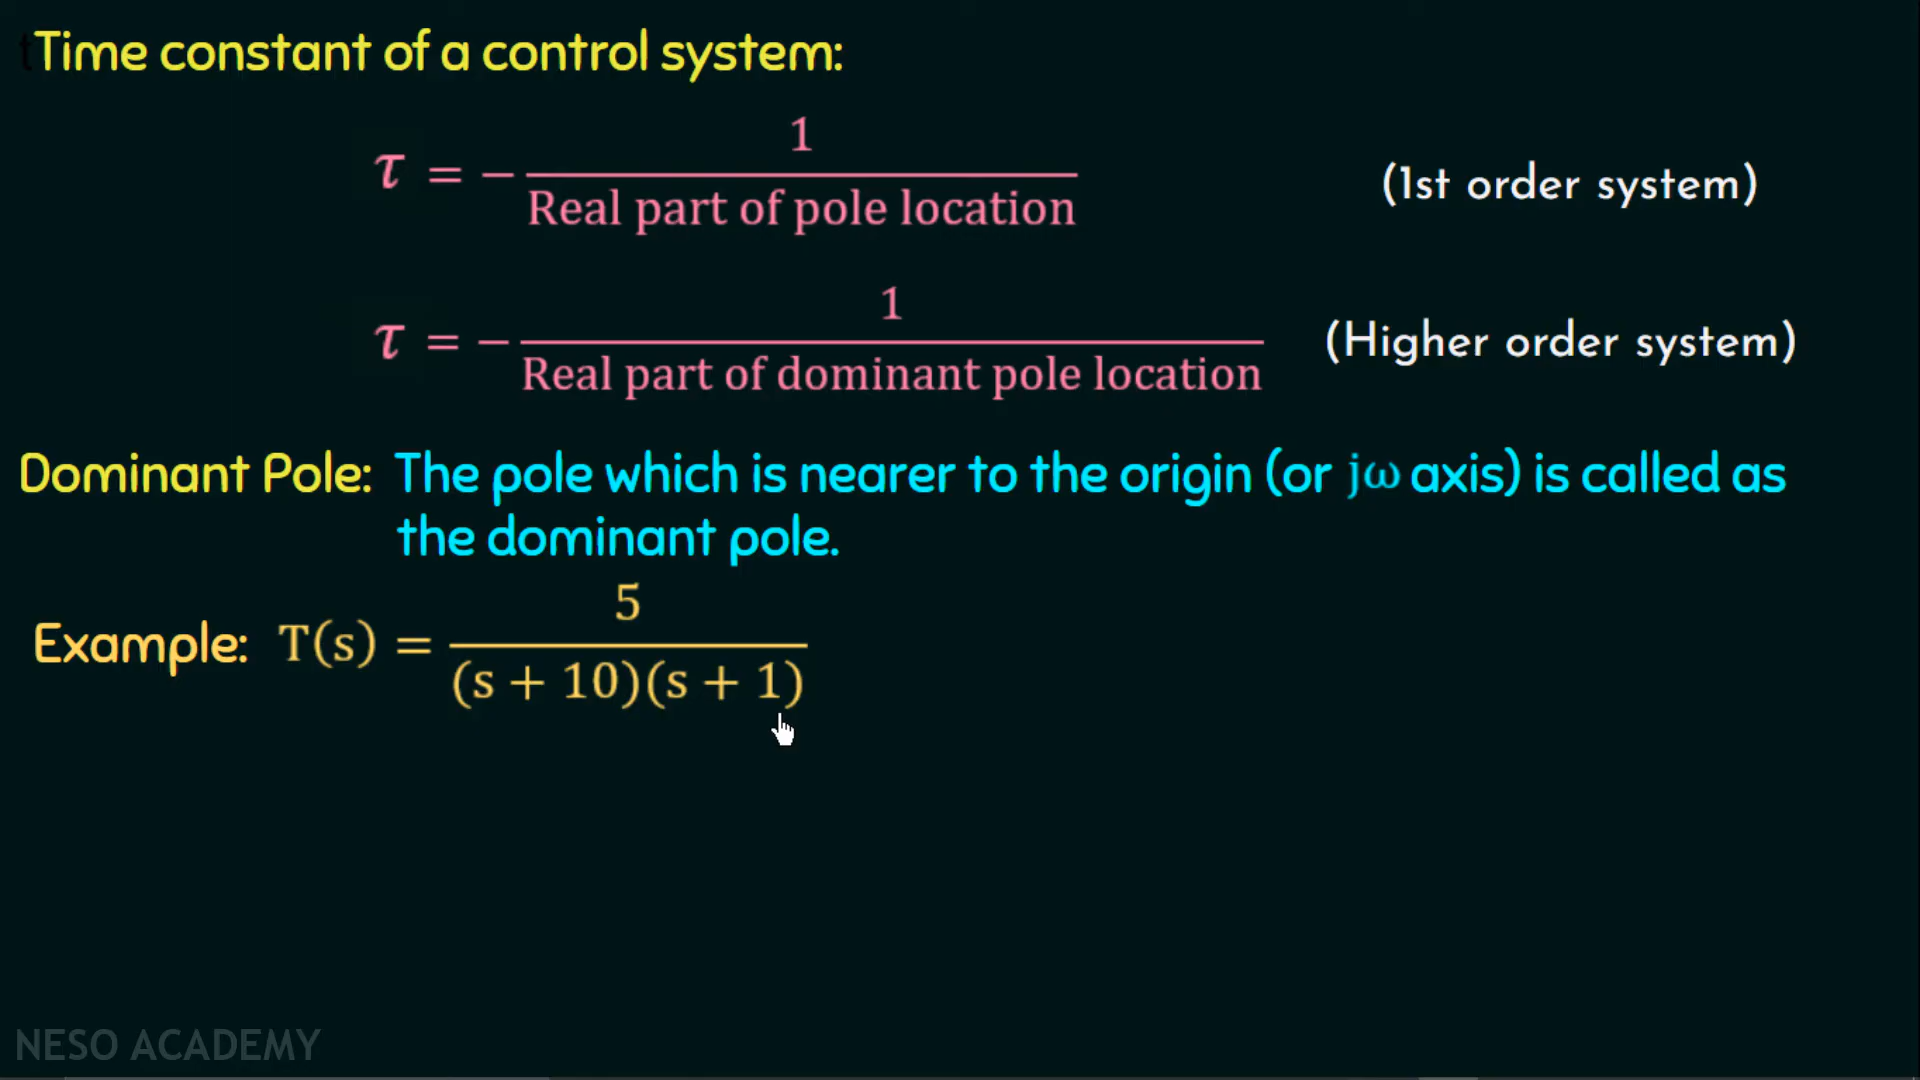 tTime constant of a control system:
τ = − 1 / Real part of pole location (1st order system)
τ = − 1 / Real part of dominant pole location (Higher order system)
Dominant Pole: The pole which is nearer to the origin (or jω axis) is called as
the dominant pole.
Example: T(s) = 5 / (s + 10)(s + 1)
NESO ACADEMY